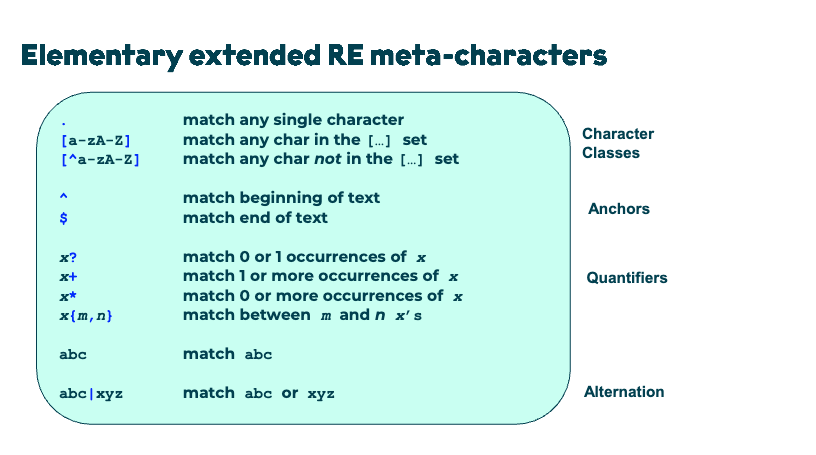 Elementary extended RE meta-characters
. match any single character
[a-zA-Z] match any char in the […] set
[^a-zA-Z] match any char not in the […] set
Character
Classes
^ match beginning of text
$ match end of text
Anchors
x? match 0 or 1 occurrences of x
x+ match 1 or more occurrences of x
x* match 0 or more occurrences of x
x{m,n} match between m and n x's
Quantifiers
abc match abc
abc|xyz match abc or xyz
Alternation